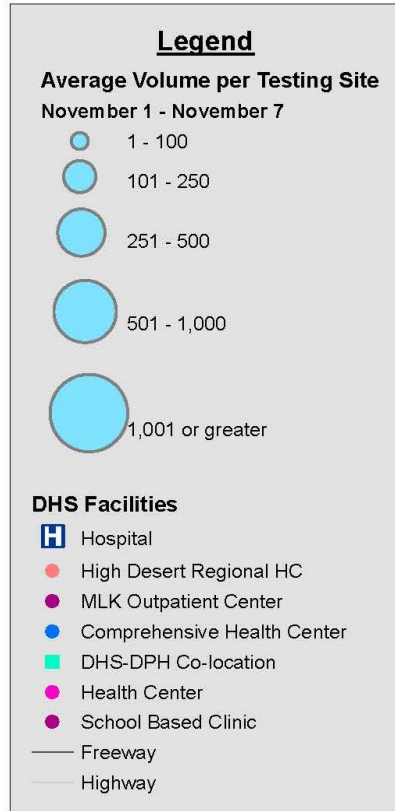 Legend
Average Volume per Testing Site
November 1 - November 7
1 - 100
101 - 250
251 - 500
501 - 1,000
1,001 or greater
DHS Facilities
H Hospital
High Desert Regional HC
MLK Outpatient Center
Comprehensive Health Center
DHS-DPH Co-location
Health Center
School Based Clinic
Freeway
Highway